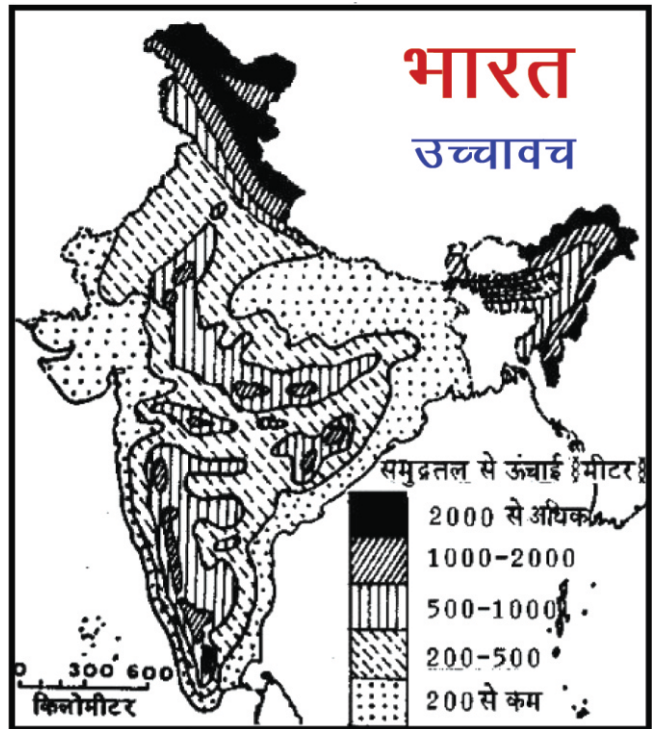 भारत
उच्चावच
समुद्रतल से ऊंचाई मीटर
2000 से अधिक
1000-2000
500-1000
200-500
200 से कम
0 300 600
किलोमीटर